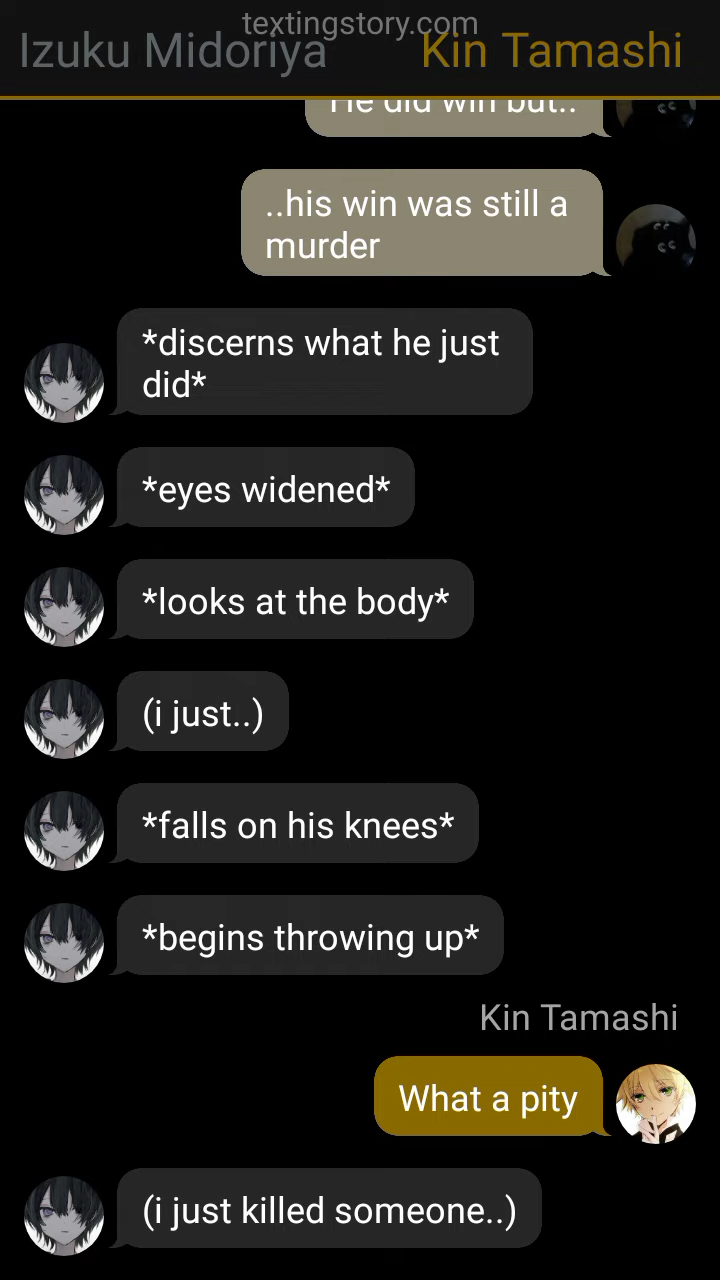 textingstory.com
Izuku Midoriya
Kin Tamashi
He did win but..
..his win was still a
murder
*discerns what he just
did*
*eyes widened*
*looks at the body*
(i just..)
*falls on his knees*
*begins throwing up*
Kin Tamashi
What a pity
(i just killed someone..)